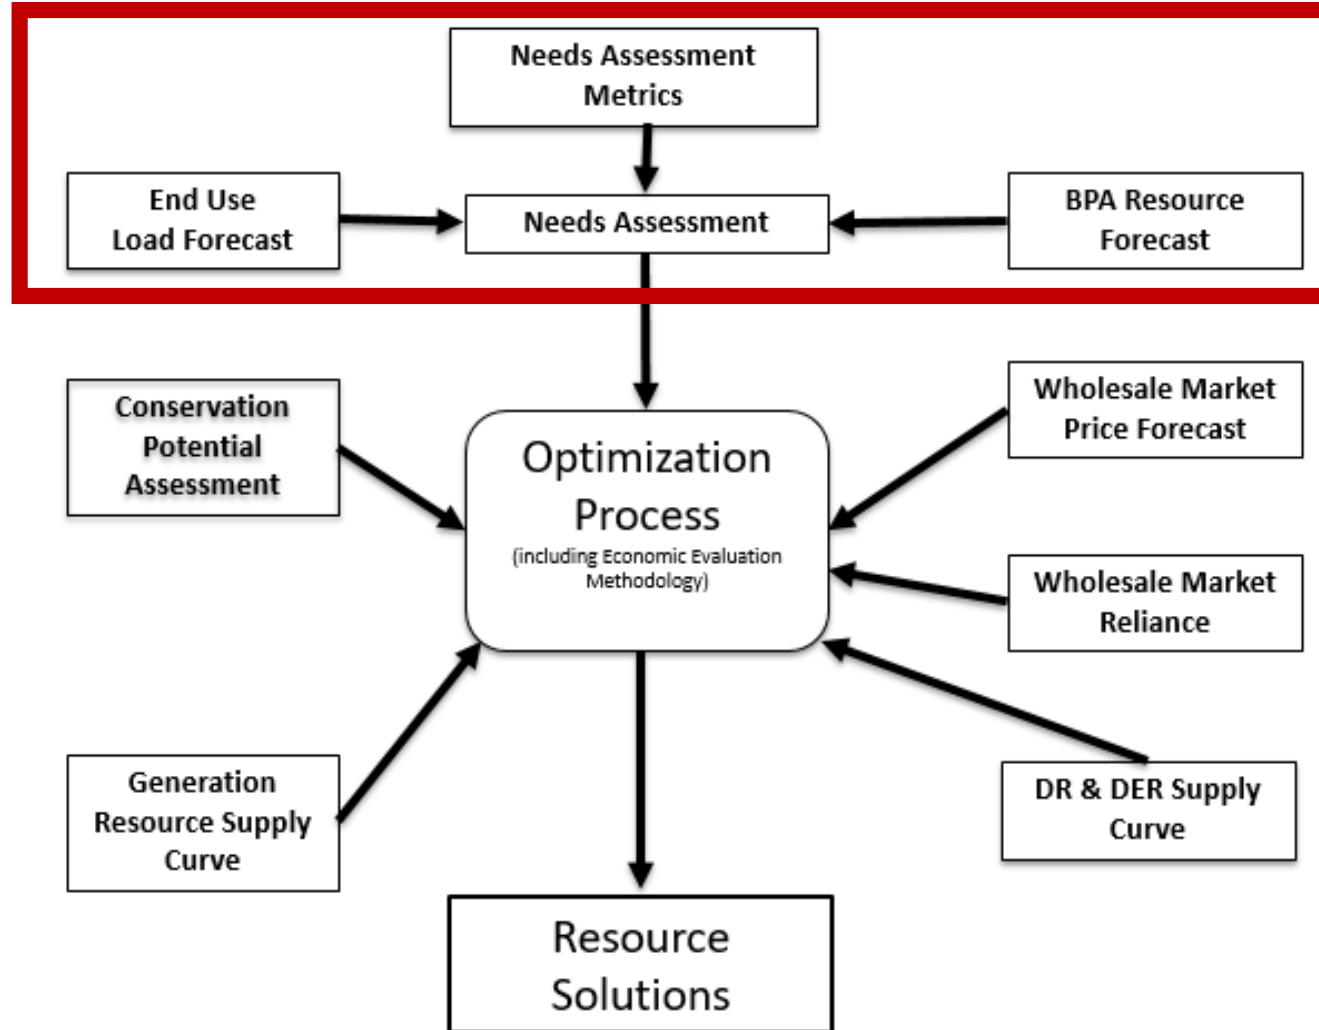 Needs Assessment
Metrics
End Use
Load Forecast
Needs Assessment
BPA Resource
Forecast
Conservation
Potential
Assessment
Optimization
Process
(including Economic Evaluation
Methodology)
Wholesale Market
Price Forecast
Wholesale Market
Reliance
Generation
Resource Supply
Curve
DR & DER Supply
Curve
Resource
Solutions